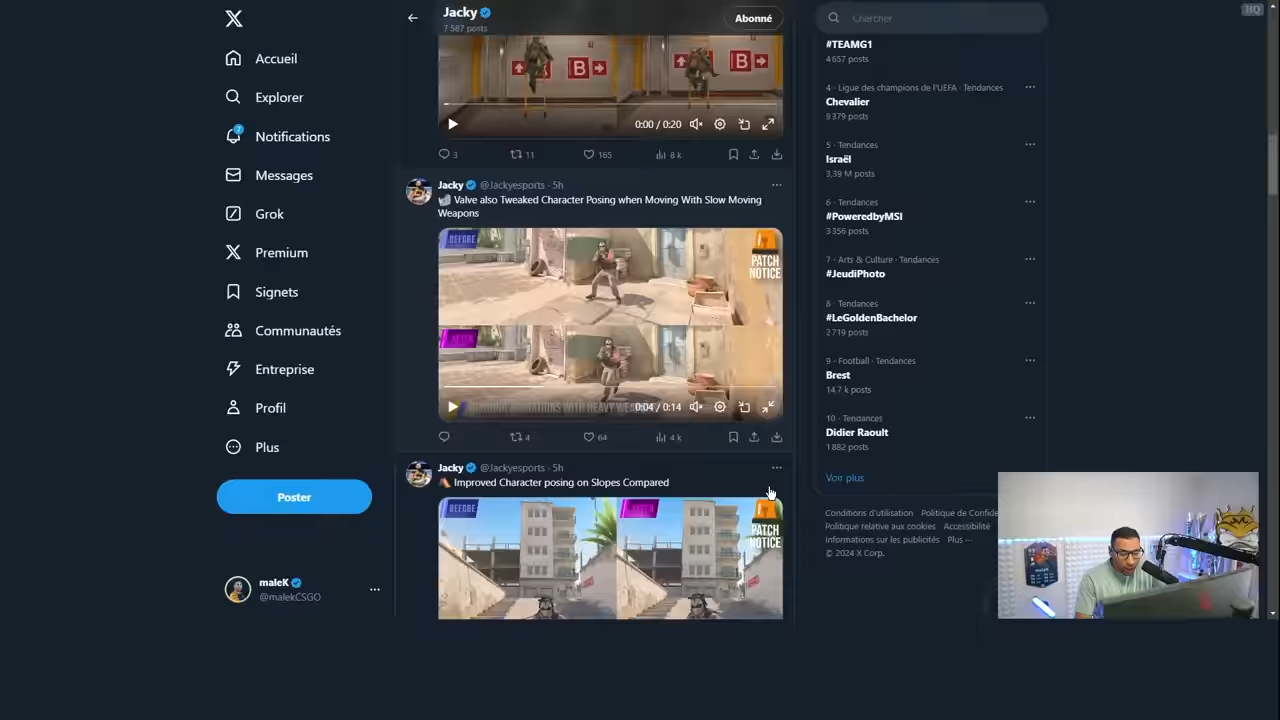 Accueil
Explorer
7
Notifications
Messages
Grok
Premium
Signets
Communautés
Entreprise
Profil
Plus
Poster
maleK
@malekCSGO
Jacky
7 587 posts
Abonné
B
B
0:00 / 0:20
3
11
165
8 k
Jacky @Jackyesports · 5h
Valve also Tweaked Character Posing when Moving With Slow Moving
Weapons
BEFORE
PATCH
NOTICE
AFTER
0:04 / 0:14
4
64
4 k
Jacky @Jackyesports · 5h
Improved Character posing on Slopes Compared
BEFORE
AFTER
PATCH
NOTICE
HQ
Chercher
#TEAMG1
4 657 posts
4 · Ligue des champions de l'UEFA · Tendances
Chevalier
9 379 posts
5 · Tendances
Israël
3,39 M posts
6 · Tendances
#PoweredbyMSI
3 356 posts
7 · Arts & Culture · Tendances
#JeudiPhoto
8 · Tendances
#LeGoldenBachelor
2 719 posts
9 · Football · Tendances
Brest
14,7 k posts
10 · Tendances
Didier Raoult
1 882 posts
Voir plus
Conditions d'utilisation Politique de Confide
Politique relative aux cookies Accessibilité
Informations sur les publicités Plus ···
© 2024 X Corp.